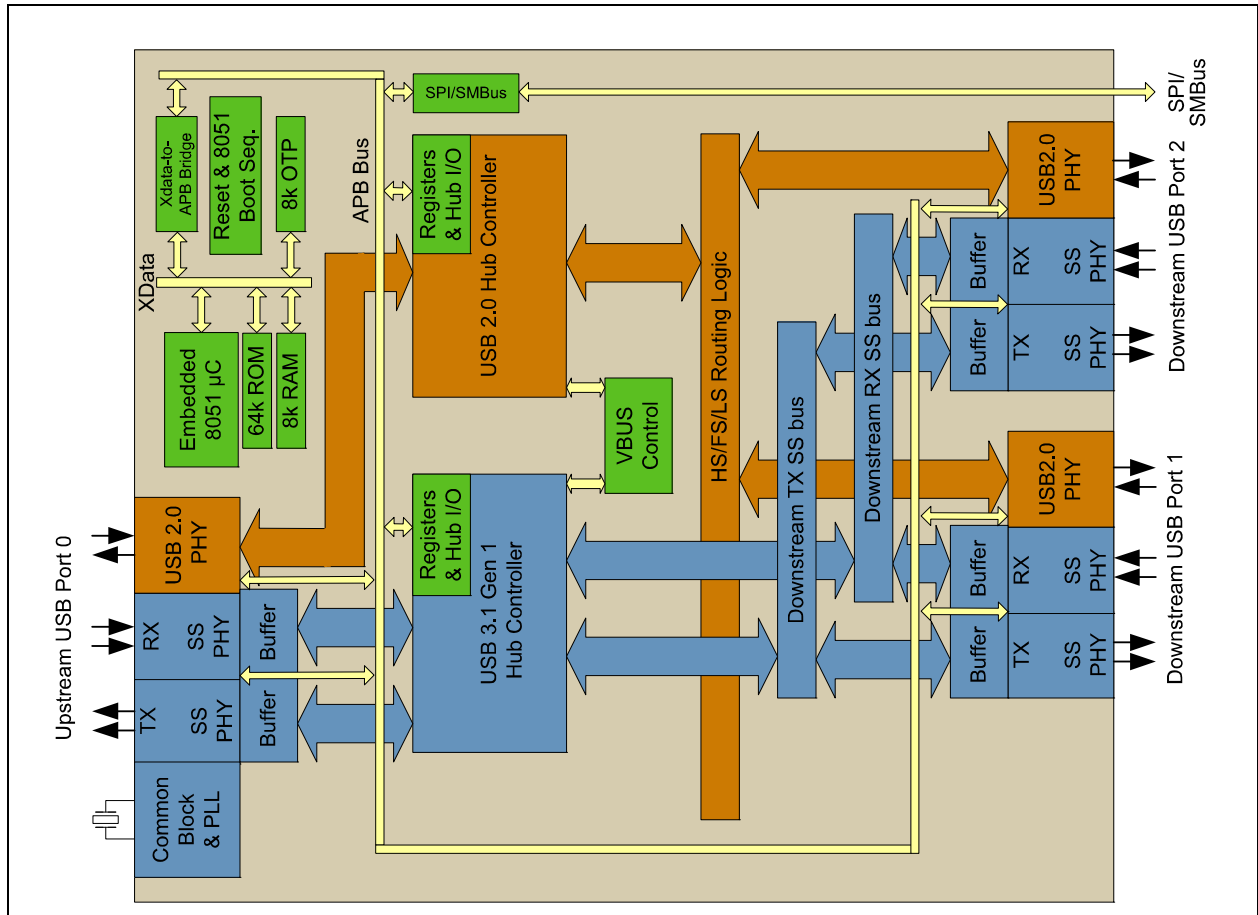 SPI/
SMBus
SPI/SMBus
Xdata-to-
APB Bridge
Reset & 8051
Boot Seq.
8k OTP
APB Bus
XData
Embedded
8051 µC
64k ROM
8k RAM
Registers
& Hub I/O
USB 2.0 Hub Controller
VBUS
Control
Registers
& Hub I/O
USB 3.1 Gen 1
Hub Controller
HS/FS/LS Routing Logic
Downstream TX SS bus
Downstream RX SS bus
Upstream USB Port 0
USB 2.0
PHY
RX
SS
PHY
Buffer
TX
SS
PHY
Buffer
Common
Block
& PLL
Downstream USB Port 2
USB2.0
PHY
Buffer
RX
SS
PHY
Buffer
TX
SS
PHY
Downstream USB Port 1
USB2.0
PHY
Buffer
RX
SS
PHY
Buffer
TX
SS
PHY